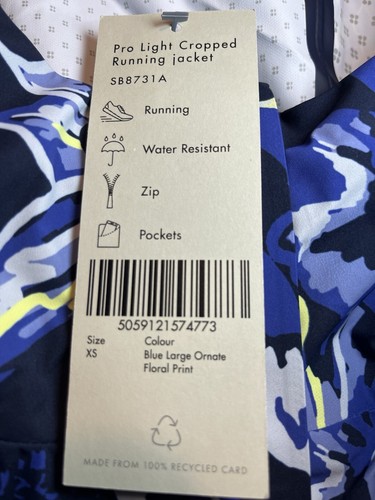 Pro Light Cropped
Running jacket
SB8731A
Running
Water Resistant
Zip
Pockets
5059121574773
Size Colour
XS Blue Large Ornate
Floral Print
MADE FROM 100% RECYCLED CARD